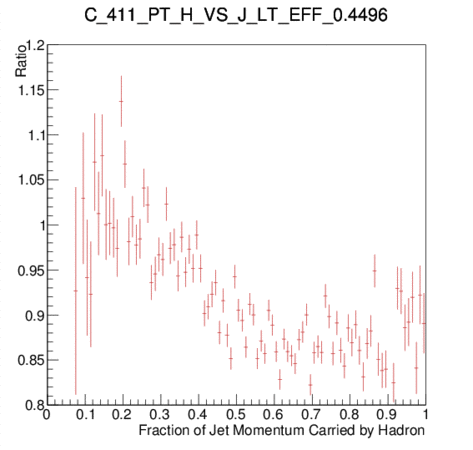 C_411_PT_H_VS_J_LT_EFF_0.4496
Ratio
1.2
1.15
1.1
1.05
1
0.95
0.9
0.85
0.8
0 0.1 0.2 0.3 0.4 0.5 0.6 0.7 0.8 0.9 1
Fraction of Jet Momentum Carried by Hadron